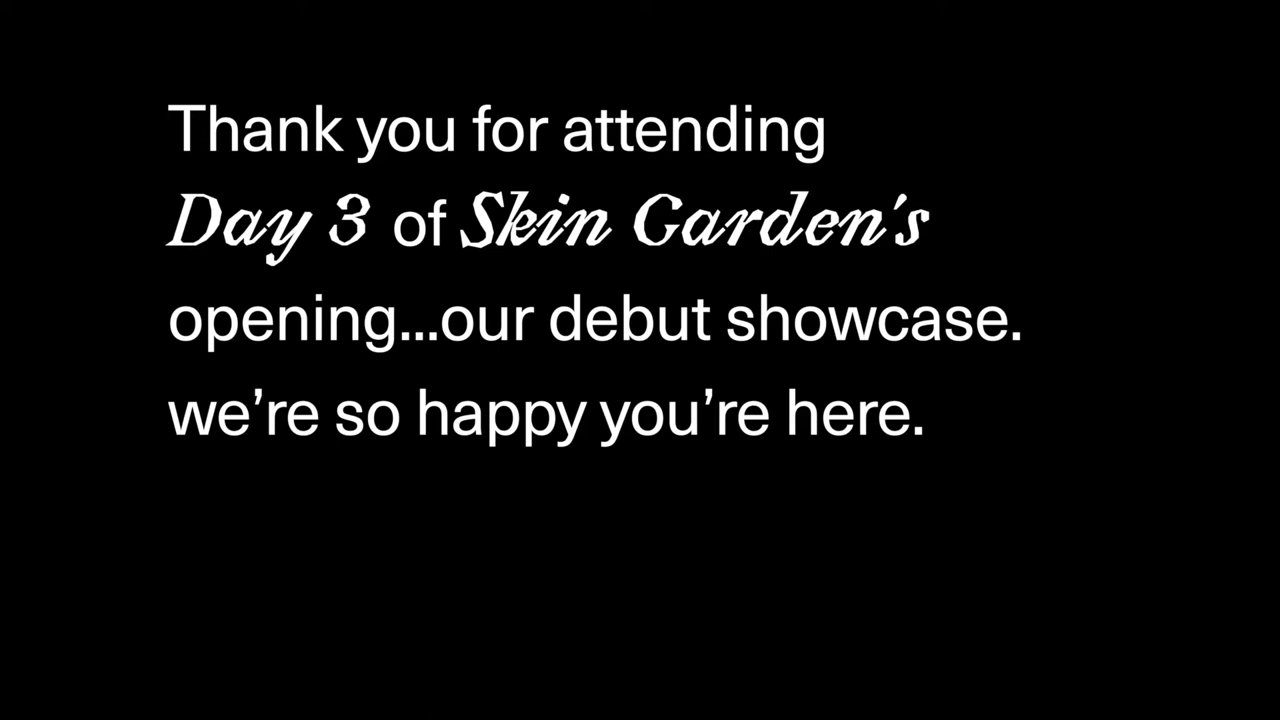 Thank you for attending
Day 3 of Skin Garden's
opening...our debut showcase.
we’re so happy you’re here.